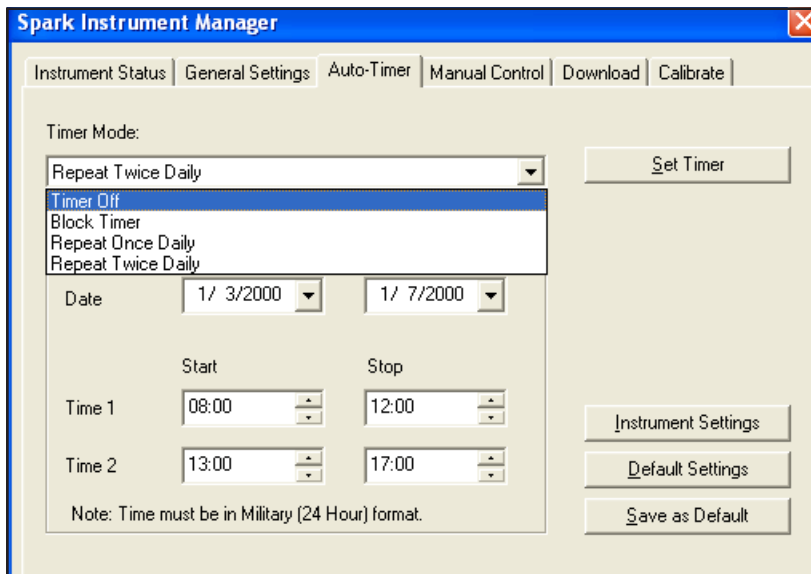 Spark Instrument Manager
Instrument Status General Settings Auto-Timer Manual Control Download Calibrate
Timer Mode:
Repeat Twice Daily
Set Timer
Timer Off
Block Timer
Repeat Once Daily
Repeat Twice Daily
Date 1/ 3/2000 1/ 7/2000
Start Stop
Time 1 08:00 12:00
Instrument Settings
Time 2 13:00 17:00
Default Settings
Note: Time must be in Military (24 Hour) format.
Save as Default